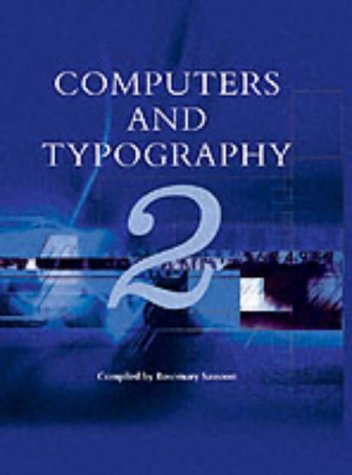 COMPUTERS
AND
TYPOGRAPHY
2
Compiled by Rosemary Sassoon